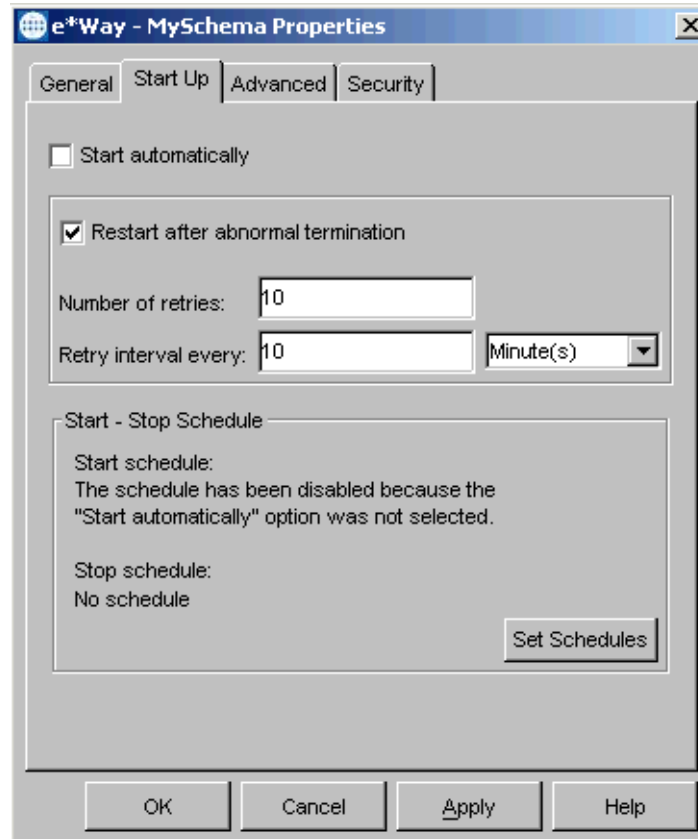 e*Way - MySchema Properties
General Start Up Advanced Security
Start automatically
Restart after abnormal termination
Number of retries: 10
Retry interval every: 10 Minute(s)
Start - Stop Schedule
Start schedule:
The schedule has been disabled because the
"Start automatically" option was not selected.
Stop schedule:
No schedule
Set Schedules
OK Cancel Apply Help